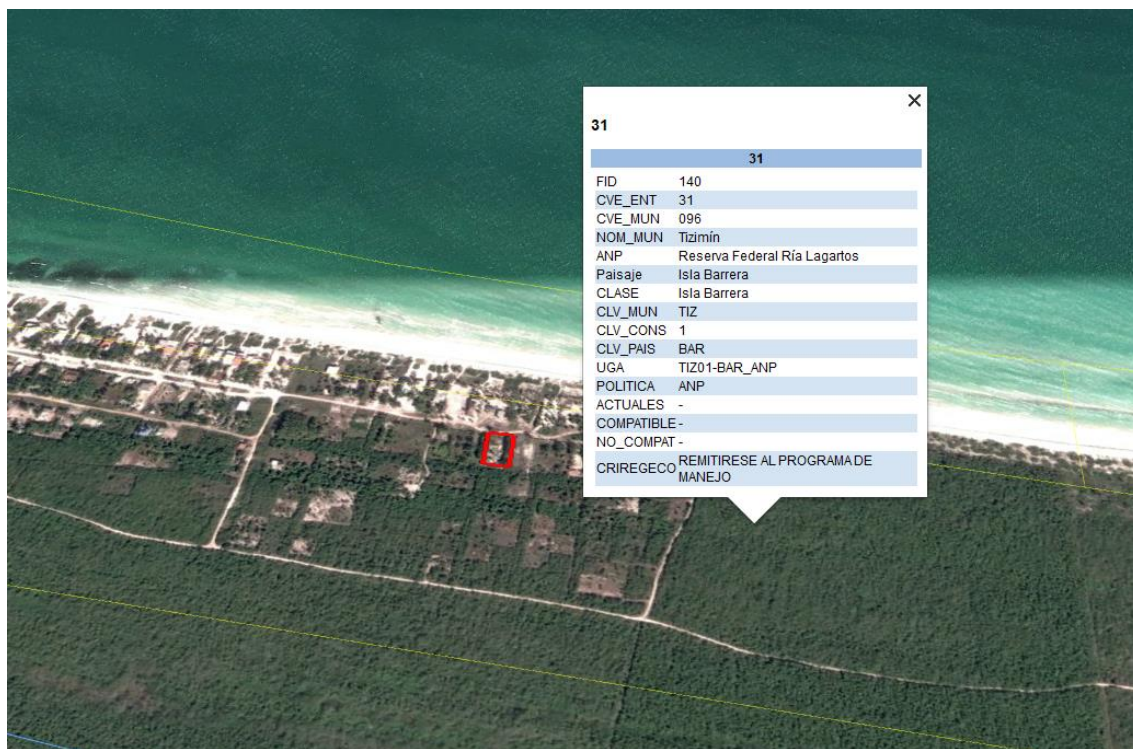 31
31
FID 140
CVE_ENT 31
CVE_MUN 096
NOM_MUN Tizimín
ANP Reserva Federal Ría Lagartos
Paisaje Isla Barrera
CLASE Isla Barrera
CLV_MUN TIZ
CLV_CONS 1
CLV_PAIS BAR
UGA TIZ01-BAR_ANP
POLITICA ANP
ACTUALES -
COMPATIBLE -
NO_COMPAT -
CRIREGECO REMITIRESE AL PROGRAMA DE
MANEJO